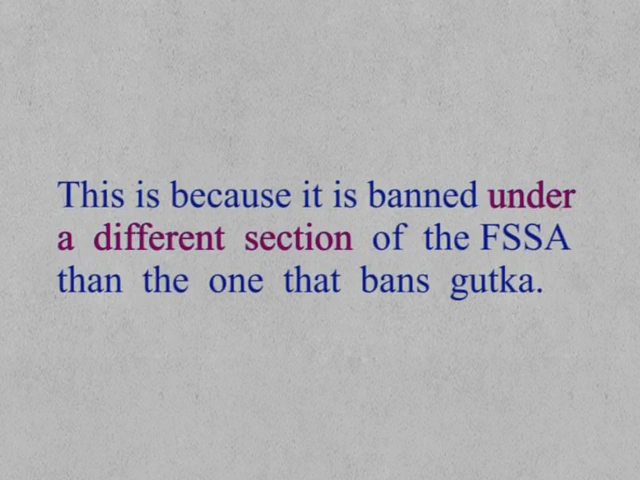 This is because it is banned under
a different section of the FSSA
than the one that bans gutka.